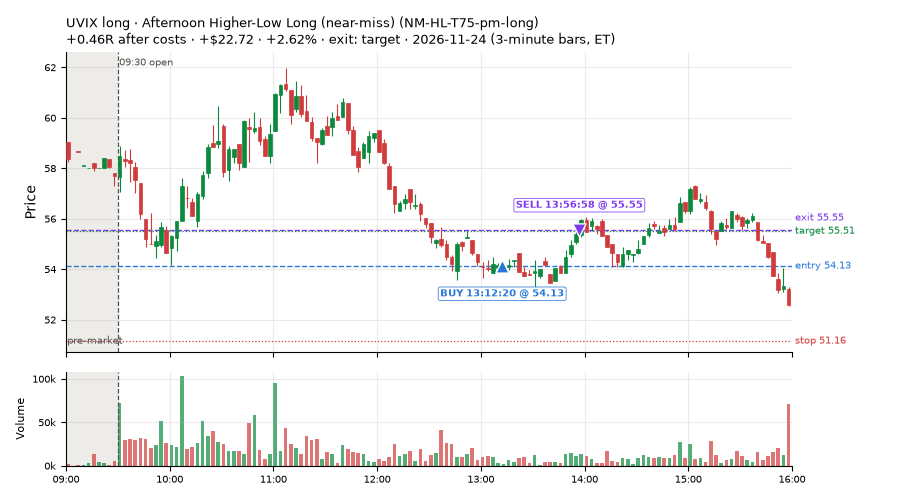 UVIX long · Afternoon Higher-Low Long (near-miss) (NM-HL-T75-pm-long)
+0.46R after costs · +$22.72 · +2.62% · exit: target · 2026-11-24 (3-minute bars, ET)
09:30 open
62
60
58
56
54
52
Price
SELL 13:56:58 @ 55.55
BUY 13:12:20 @ 54.13
exit 55.55
target 55.51
entry 54.13
stop 51.16
pre-market
100k
50k
0k
Volume
09:00
10:00
11:00
12:00
13:00
14:00
15:00
16:00